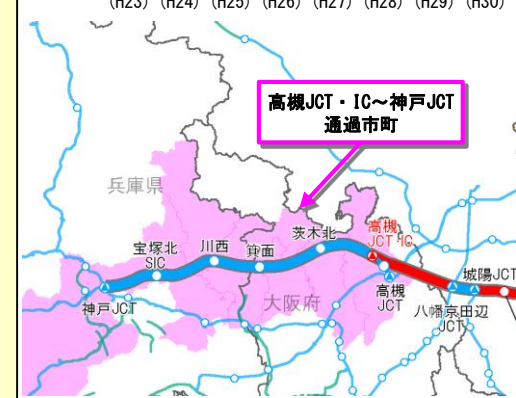 (H23) (H24) (H25) (H26) (H27) (H28) (H29) (H30)
高槻JCT・IC～神戸JCT
通過市町
兵庫県
高槻
JCT・IC
茨木北
川西
箕面
宝塚北
SIC
城陽JCT
大阪府
高槻
JCT
神戸JCT
八幡京田辺
JCT